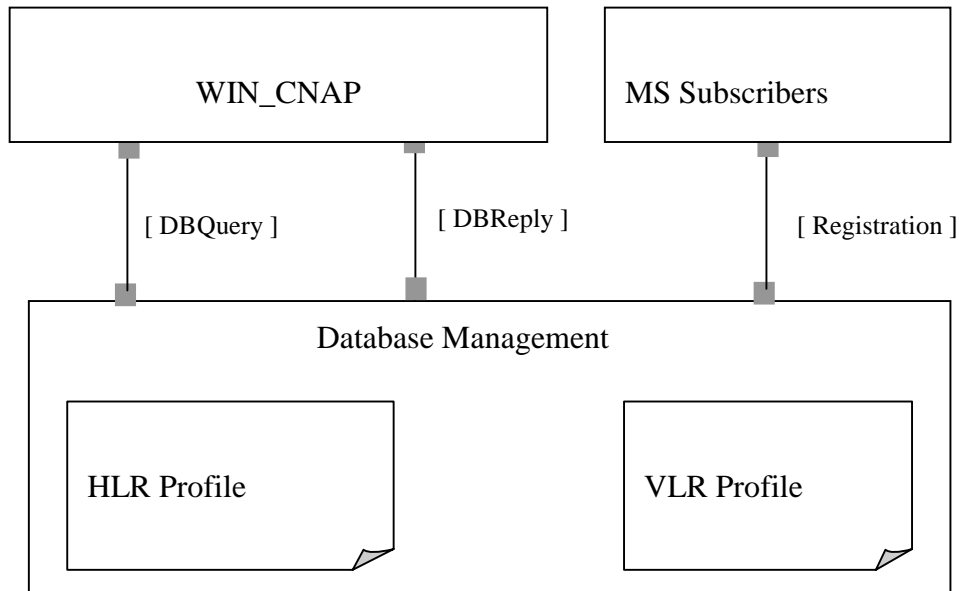 WIN_CNAP
MS Subscribers
[ DBQuery ]
[ DBReply ]
[ Registration ]
Database Management
HLR Profile
VLR Profile